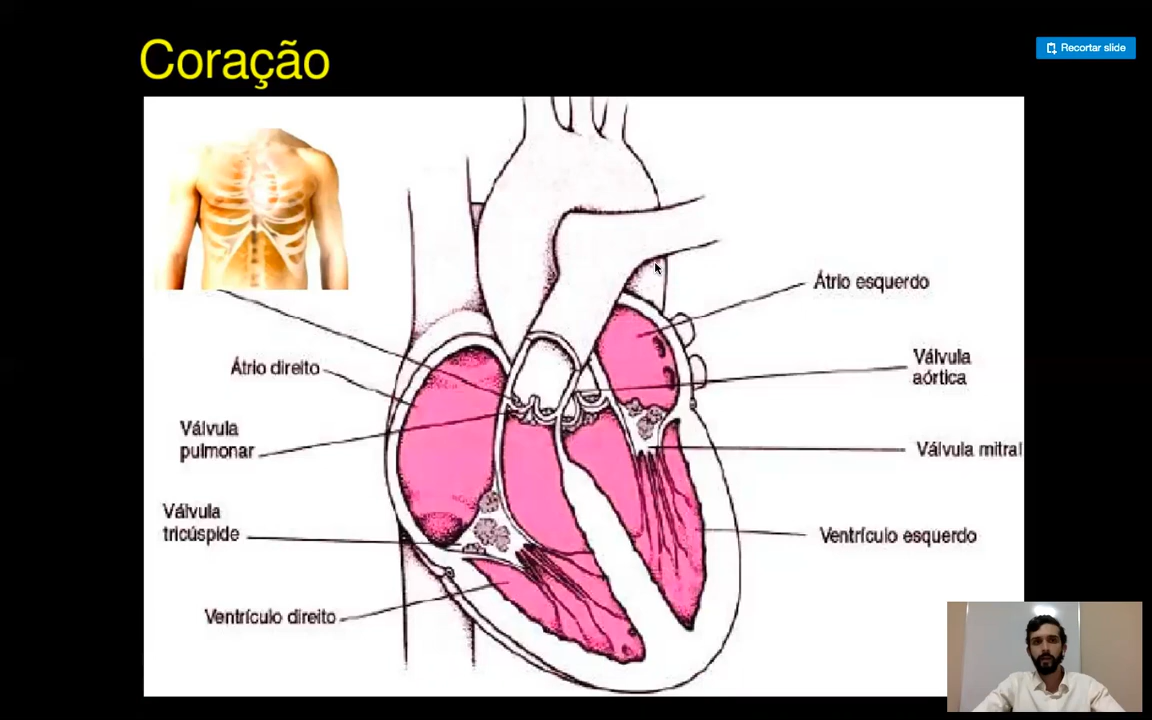 Coração
Recortar slide
Átrio esquerdo
Átrio direito
Válvula
aórtica
Válvula
pulmonar
Válvula mitral
Válvula
tricúspide
Ventrículo esquerdo
Ventrículo direito